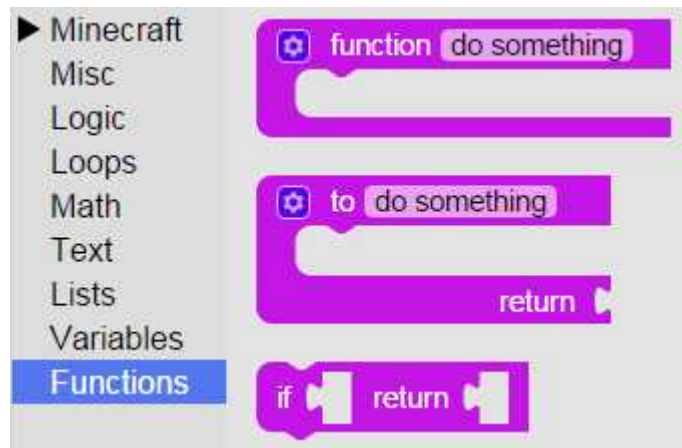 Minecraft
Misc
Logic
Loops
Math
Text
Lists
Variables
Functions
function do something
to do something
return
if return